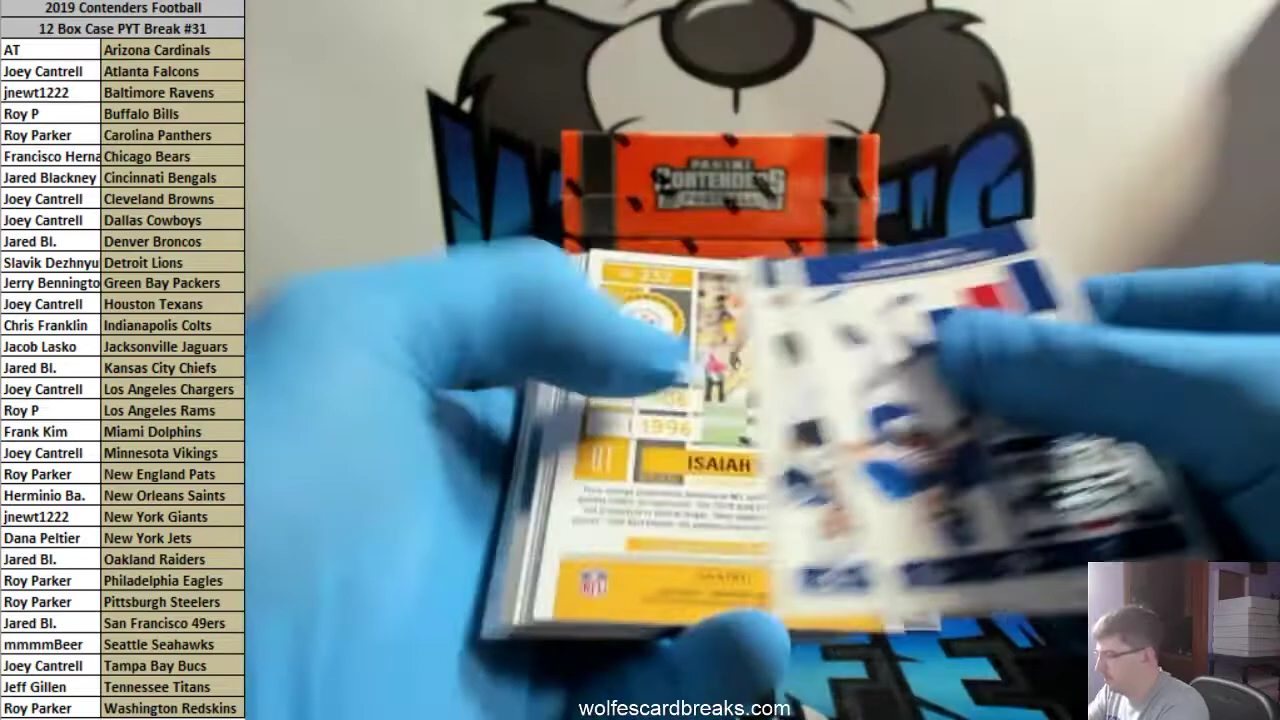 2019 Contenders Football
12 Box Case PYT Break #31
AT Arizona Cardinals
Joey Cantrell Atlanta Falcons
jnewt1222 Baltimore Ravens
Roy P Buffalo Bills
Roy Parker Carolina Panthers
Francisco Herna Chicago Bears
Jared Blackney Cincinnati Bengals
Joey Cantrell Cleveland Browns
Joey Cantrell Dallas Cowboys
Jared Bl. Denver Broncos
Slavik Dezhnyu Detroit Lions
Jerry Benningto Green Bay Packers
Joey Cantrell Houston Texans
Chris Franklin Indianapolis Colts
Jacob Lasko Jacksonville Jaguars
Jared Bl. Kansas City Chiefs
Joey Cantrell Los Angeles Chargers
Roy P Los Angeles Rams
Frank Kim Miami Dolphins
Joey Cantrell Minnesota Vikings
Roy Parker New England Pats
Herminio Ba. New Orleans Saints
jnewt1222 New York Giants
Dana Peltier New York Jets
Jared Bl. Oakland Raiders
Roy Parker Philadelphia Eagles
Roy Parker Pittsburgh Steelers
Jared Bl. San Francisco 49ers
mmmmBeer Seattle Seahawks
Joey Cantrell Tampa Bay Bucs
Jeff Gillen Tennessee Titans
Roy Parker Washington Redskins
PANINI
CONTENDERS
FOOTBALL
1996
ISAIAH
NFL
wolfescardbreaks.com